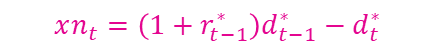 xn_t = (1 + r^*_{t-1})d^*_{t-1} − d^*_t